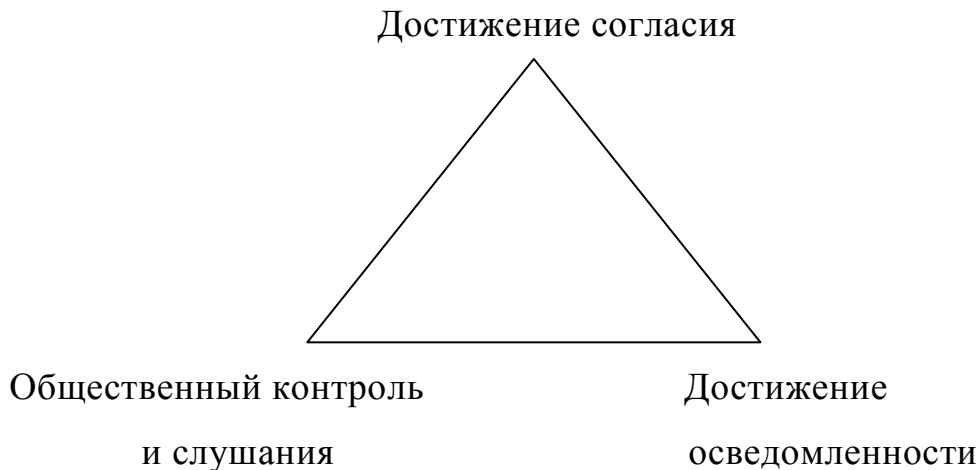 Достижение согласия
Общественный контроль
и слушания
Достижение
осведомленности